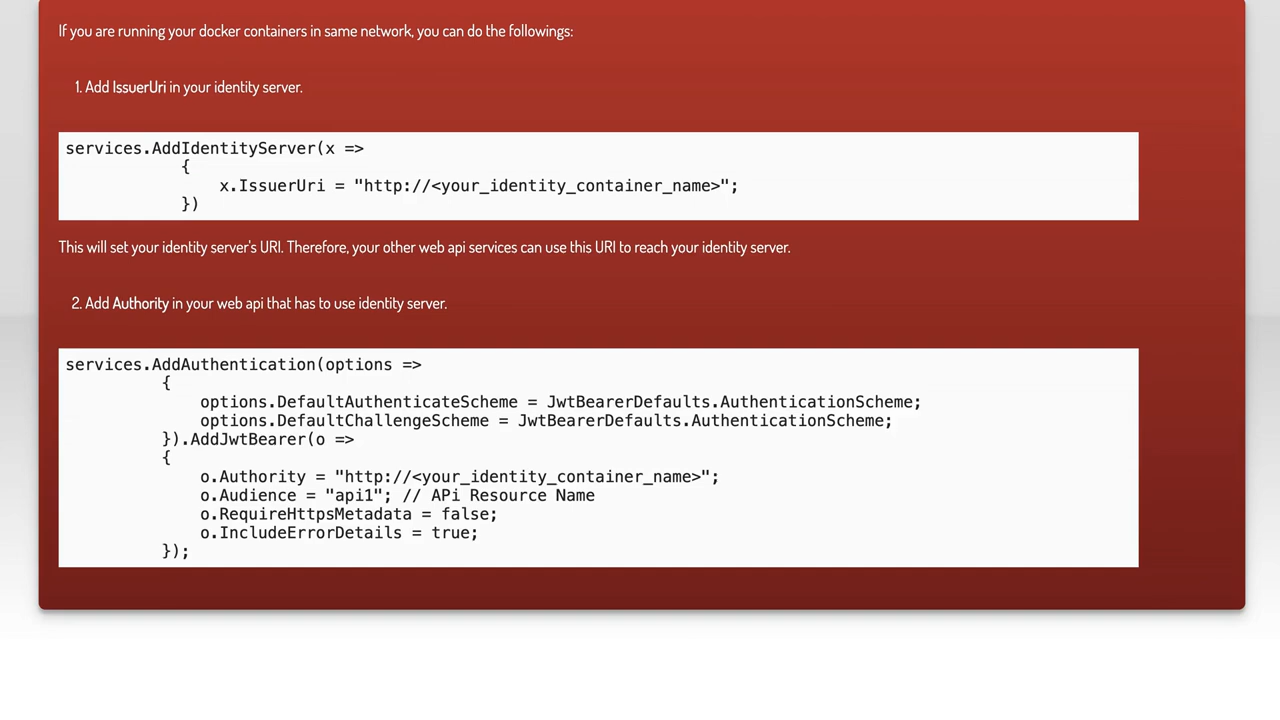 If you are running your docker containers in same network, you can do the followings:
1. Add IssuerUri in your identity server.
services.AddIdentityServer(x =>
{
x.IssuerUri = "http://<your_identity_container_name>";
})
This will set your identity server's URI. Therefore, your other web api services can use this URI to reach your identity server.
2. Add Authority in your web api that has to use identity server.
services.AddAuthentication(options =>
{
options.DefaultAuthenticateScheme = JwtBearerDefaults.AuthenticationScheme;
options.DefaultChallengeScheme = JwtBearerDefaults.AuthenticationScheme;
}).AddJwtBearer(o =>
{
o.Authority = "http://<your_identity_container_name>";
o.Audience = "api1"; // APi Resource Name
o.RequireHttpsMetadata = false;
o.IncludeErrorDetails = true;
});